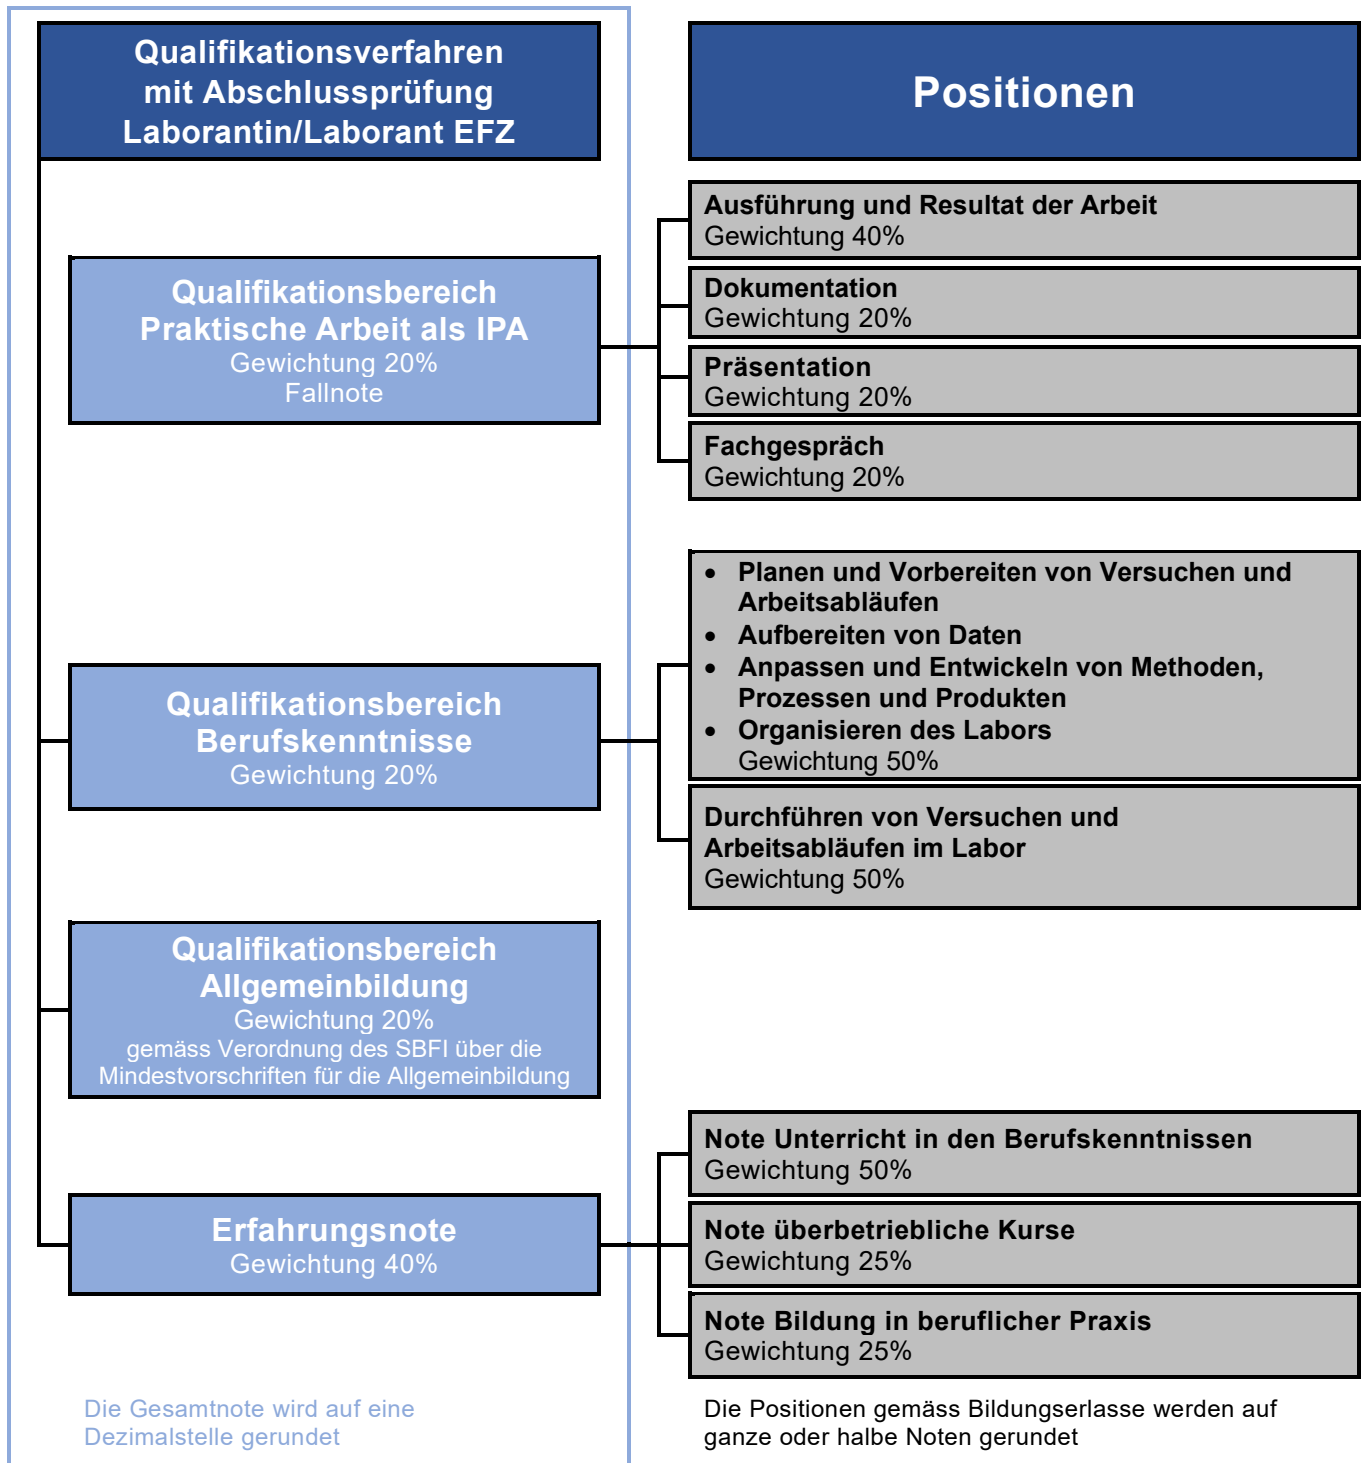 Qualifikationsverfahren
mit Abschlussprüfung
Laborantin/Laborant EFZ
Positionen
Qualifikationsbereich
Praktische Arbeit als IPA
Gewichtung 20%
Fallnote
Ausführung und Resultat der Arbeit
Gewichtung 40%
Dokumentation
Gewichtung 20%
Präsentation
Gewichtung 20%
Fachgespräch
Gewichtung 20%
Qualifikationsbereich
Berufskenntnisse
Gewichtung 20%
• Planen und Vorbereiten von Versuchen und
Arbeitsabläufen
• Aufbereiten von Daten
• Anpassen und Entwickeln von Methoden,
Prozessen und Produkten
• Organisieren des Labors
Gewichtung 50%
Durchführen von Versuchen und
Arbeitsabläufen im Labor
Gewichtung 50%
Qualifikationsbereich
Allgemeinbildung
Gewichtung 20%
gemäss Verordnung des SBFI über die
Mindestvorschriften für die Allgemeinbildung
Erfahrungsnote
Gewichtung 40%
Note Unterricht in den Berufskenntnissen
Gewichtung 50%
Note überbetriebliche Kurse
Gewichtung 25%
Note Bildung in beruflicher Praxis
Gewichtung 25%
Die Gesamtnote wird auf eine
Dezimalstelle gerundet
Die Positionen gemäss Bildungserlasse werden auf
ganze oder halbe Noten gerundet